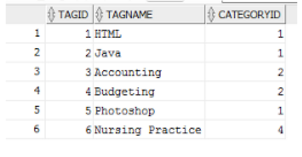 TAGID TAGNAME CATEGORYID
1 1 HTML 1
2 2 Java 1
3 3 Accounting 2
4 4 Budgeting 2
5 5 Photoshop 1
6 6 Nursing Practice 4